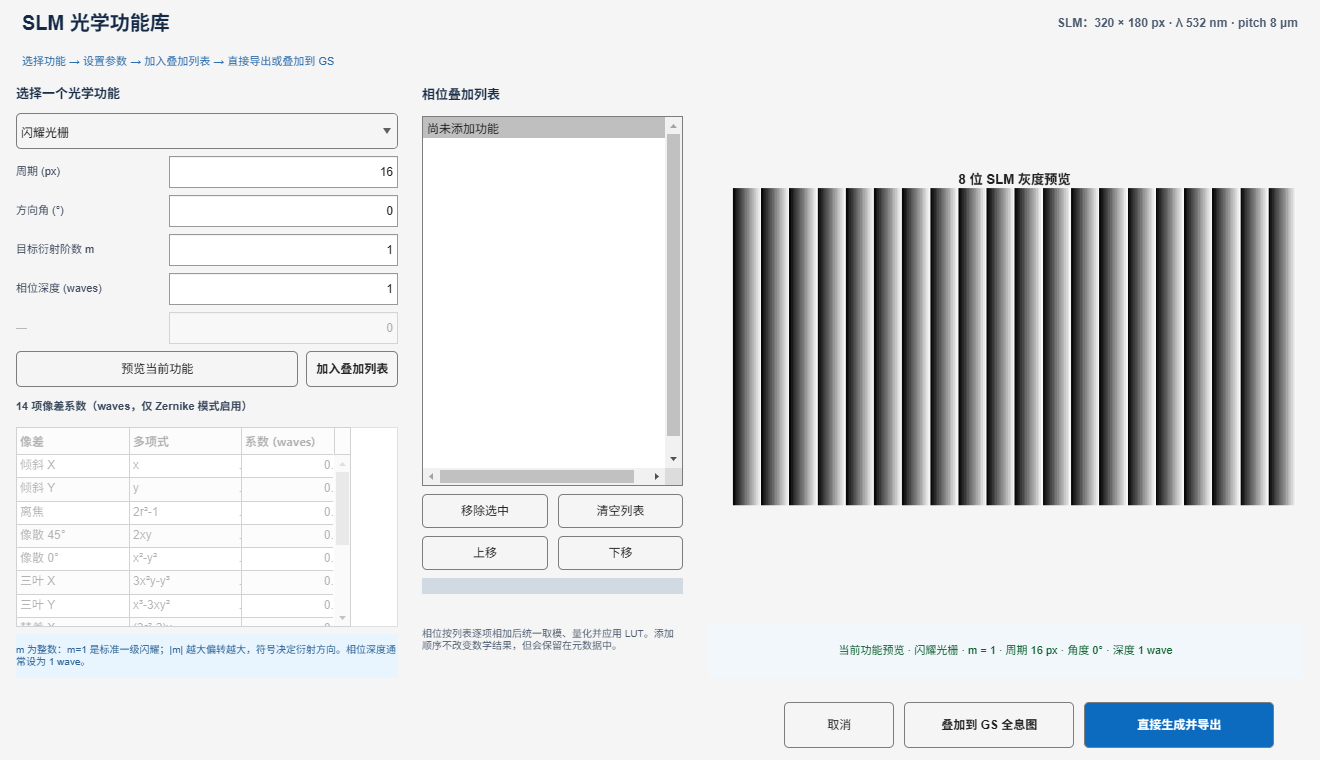 SLM 光学功能库
SLM：320 × 180 px · λ 532 nm · pitch 8 µm
选择功能 → 设置参数 → 加入叠加列表 → 直接导出或叠加到 GS
选择一个光学功能
闪耀光栅
周期 (px)
16
方向角 (°)
0
目标衍射阶数 m
1
相位深度 (waves)
1
—
0
预览当前功能
加入叠加列表
14 项像差系数（waves，仅 Zernike 模式启用）
像差 多项式 系数 (waves)
倾斜 X x 0.
倾斜 Y y 0.
离焦 2r²-1 0.
像散 45° 2xy 0.
像散 0° x²-y² 0.
三叶 X 3x²y-y³ 0.
三叶 Y x³-3xy² 0.
m 为整数：m=1 是标准一级闪耀；|m| 越大偏转越大，符号决定衍射方向。相位深度通
常设为 1 wave。
相位叠加列表
尚未添加功能
移除选中
清空列表
上移
下移
相位按列表逐项相加后统一取模、量化并应用 LUT。添加
顺序不改变数学结果，但会保留在元数据中。
8 位 SLM 灰度预览
当前功能预览 · 闪耀光栅 · m = 1 · 周期 16 px · 角度 0° · 深度 1 wave
取消
叠加到 GS 全息图
直接生成并导出